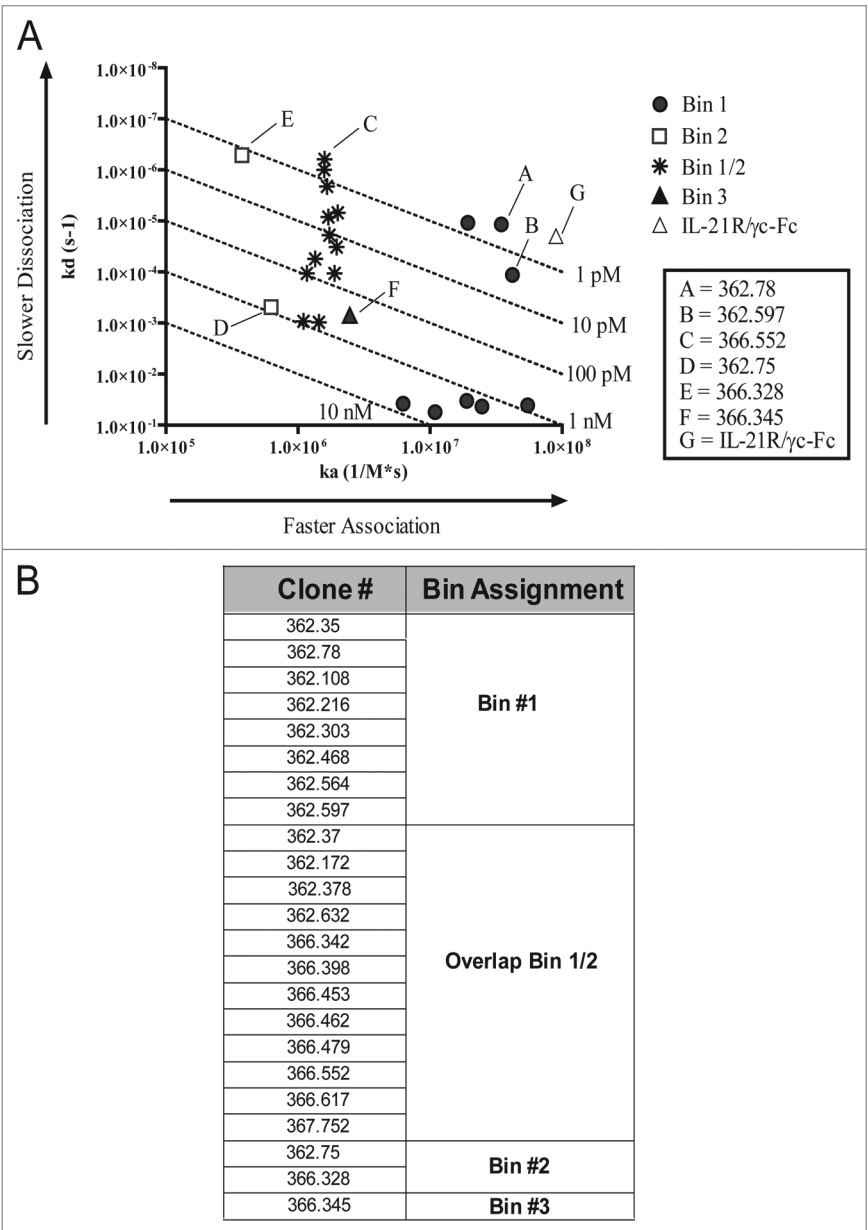 A
1.0×10-8
1.0×10-7
1.0×10-6
1.0×10-5
1.0×10-4
1.0×10-3
1.0×10-2
1.0×10-1
Slower Dissociation
kd (s-1)
E
C
A
G
B
F
D
1 pM
10 pM
100 pM
1 nM
10 nM
1.0×10⁵
1.0×10⁶
1.0×10⁷
1.0×10⁸
ka (1/M*s)
Faster Association
Bin 1
Bin 2
Bin 1/2
Bin 3
IL-21R/γc-Fc
A = 362.78
B = 362.597
C = 366.552
D = 362.75
E = 366.328
F = 366.345
G = IL-21R/γc-Fc
B
Clone # Bin Assignment
362.35
362.78
362.108
362.216
362.303
362.468
362.564
362.597
Bin #1
362.37
362.172
362.378
362.632
366.342
366.398
366.453
366.462
366.479
366.552
366.617
367.752
Overlap Bin 1/2
362.75
366.328
Bin #2
366.345 Bin #3